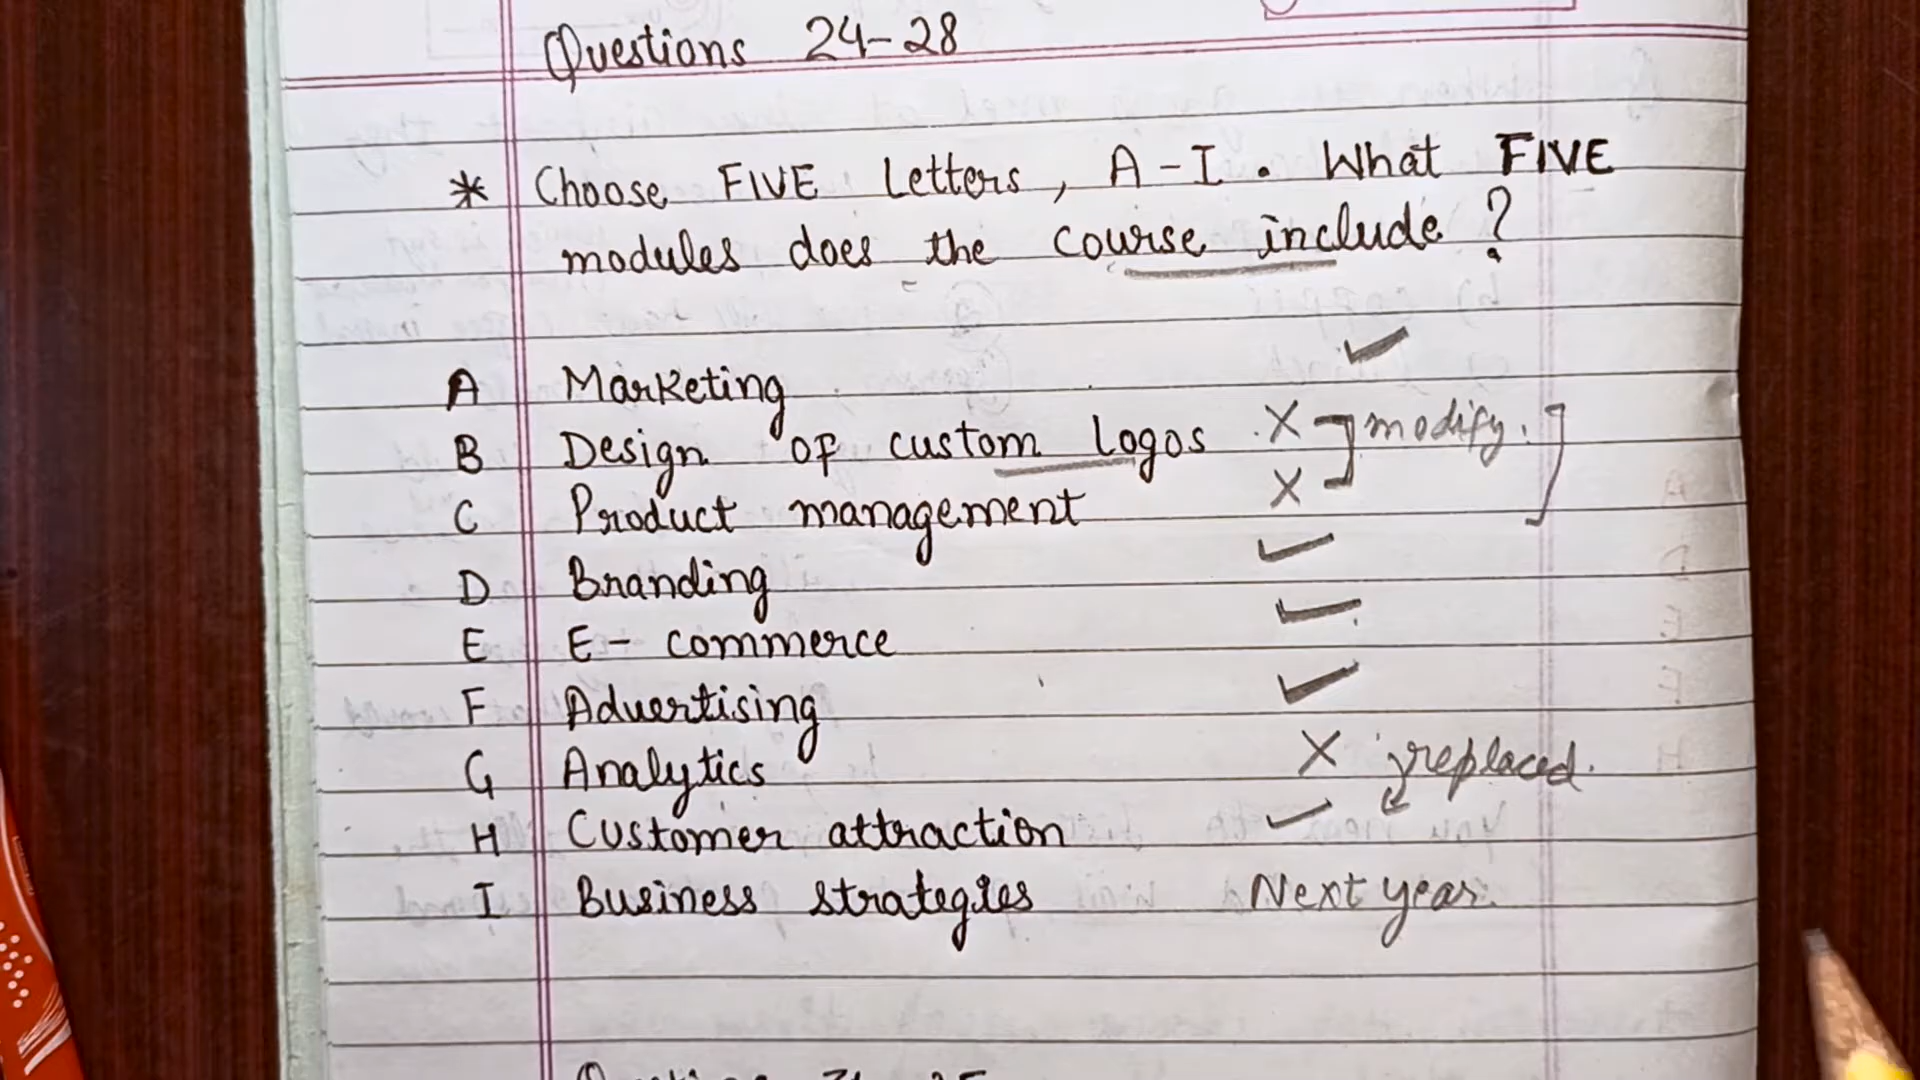 Questions 24-28
* Choose FIVE Letters, A-I. What FIVE
modules does the course include?
A Marketing ✓
B Design of custom logos X modify.
C Product management X
D Branding ✓
E E-commerce ✓
F Advertising ✓
G Analytics X replaced.
H Customer attraction ✓
I Business strategies Next year.